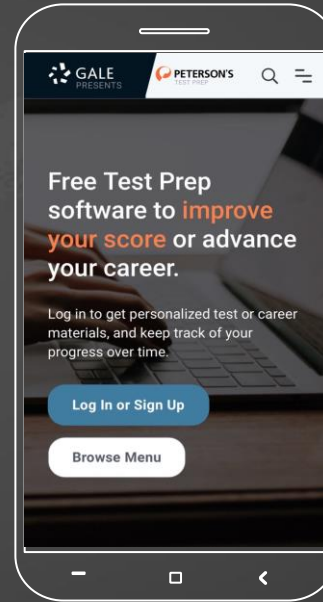 GALE
PRESENTS
PETERSON'S
TEST PREP
Free Test Prep
software to improve
your score or advance
your career.
Log in to get personalized test or career
materials, and keep track of your
progress over time.
Log In or Sign Up
Browse Menu